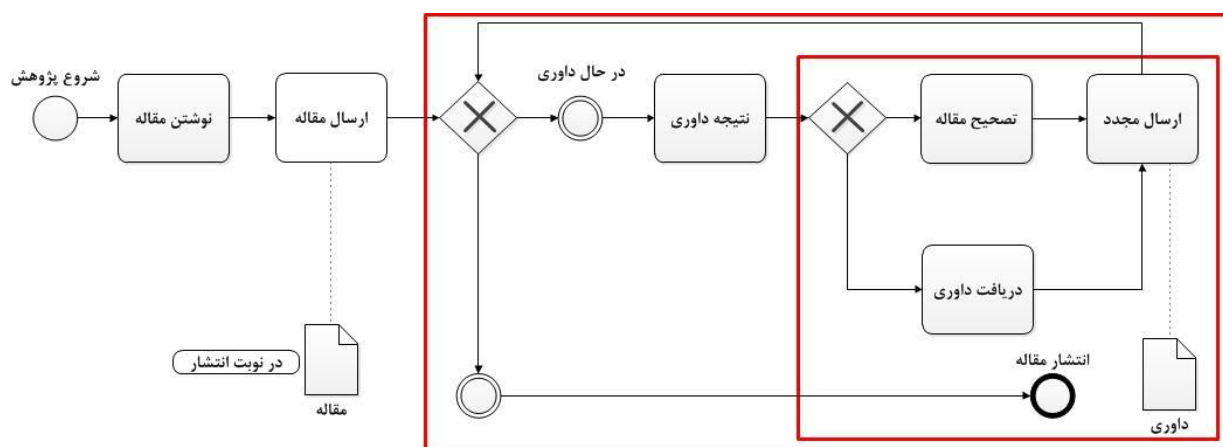 شروع پژوهش
نوشتن مقاله
ارسال مقاله
در حال داوری
نتیجه داوری
تصحیح مقاله
ارسال مجدد
دریافت داوری
در نوبت انتشار
مقاله
انتشار مقاله
داوری